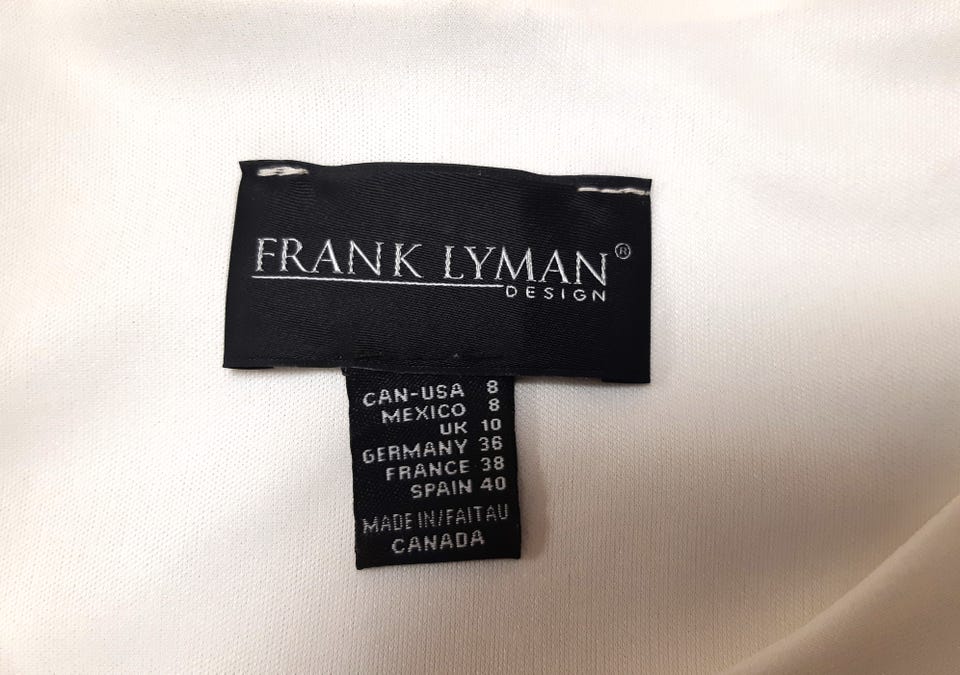 FRANK LYMAN®
DESIGN
CAN-USA 8
MEXICO 8
UK 10
GERMANY 36
FRANCE 38
SPAIN 40
MADE IN/FAIT AU
CANADA